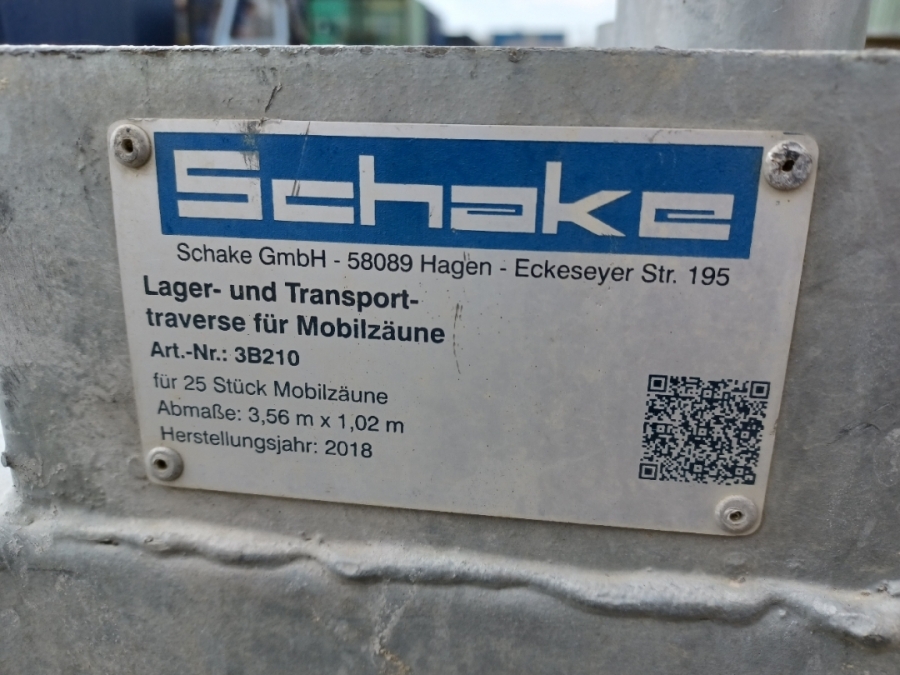 Schake
Schake GmbH - 58089 Hagen - Eckeseyer Str. 195
Lager- und Transport-
traverse für Mobilzäune
Art.-Nr.: 3B210
für 25 Stück Mobilzäune
Abmaße: 3,56 m x 1,02 m
Herstellungsjahr: 2018